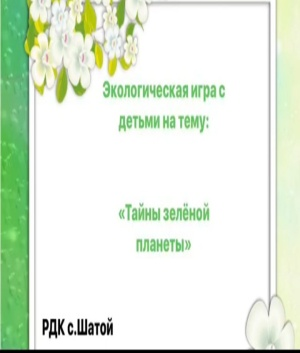 Экологическая игра с
детьми на тему:
«Тайны зелёной
планеты»
РДК с.Шатой